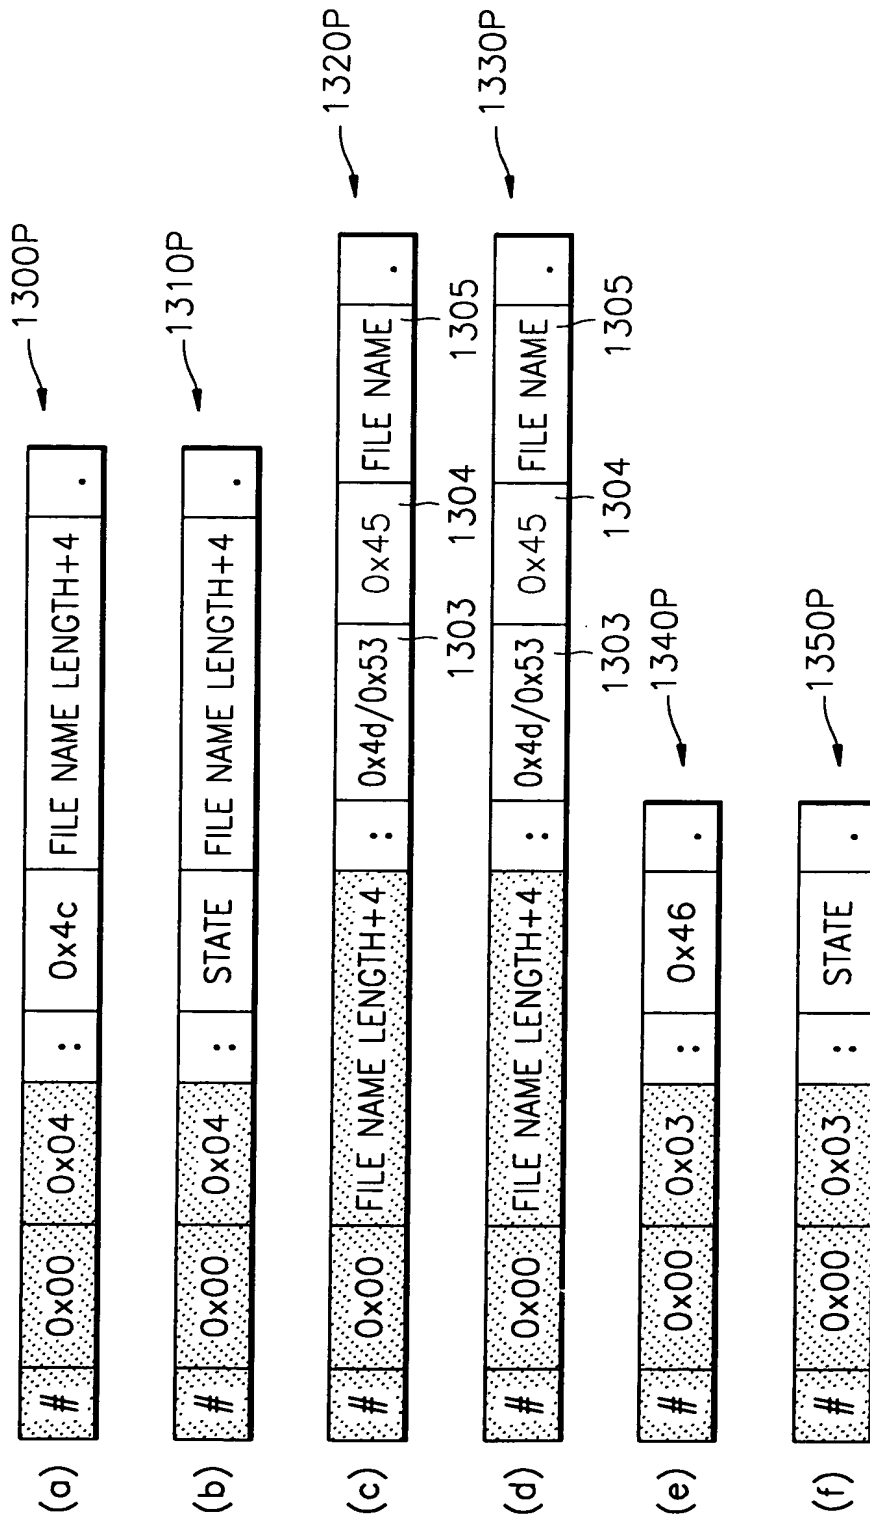 (a) # 0x00 0x04 : 0x4c FILE NAME LENGTH+4 . 1300P
(b) # 0x00 0x04 : STATE FILE NAME LENGTH+4 . 1310P
(c) # 0x00 FILE NAME LENGTH+4 : 0x4d/0x53 0x45 FILE NAME . 1320P
1303 1304 1305
(d) # 0x00 FILE NAME LENGTH+4 : 0x4d/0x53 0x45 FILE NAME . 1330P
1303 1304 1305
(e) # 0x00 0x03 : 0x46 . 1340P
(f) # 0x00 0x03 : STATE . 1350P